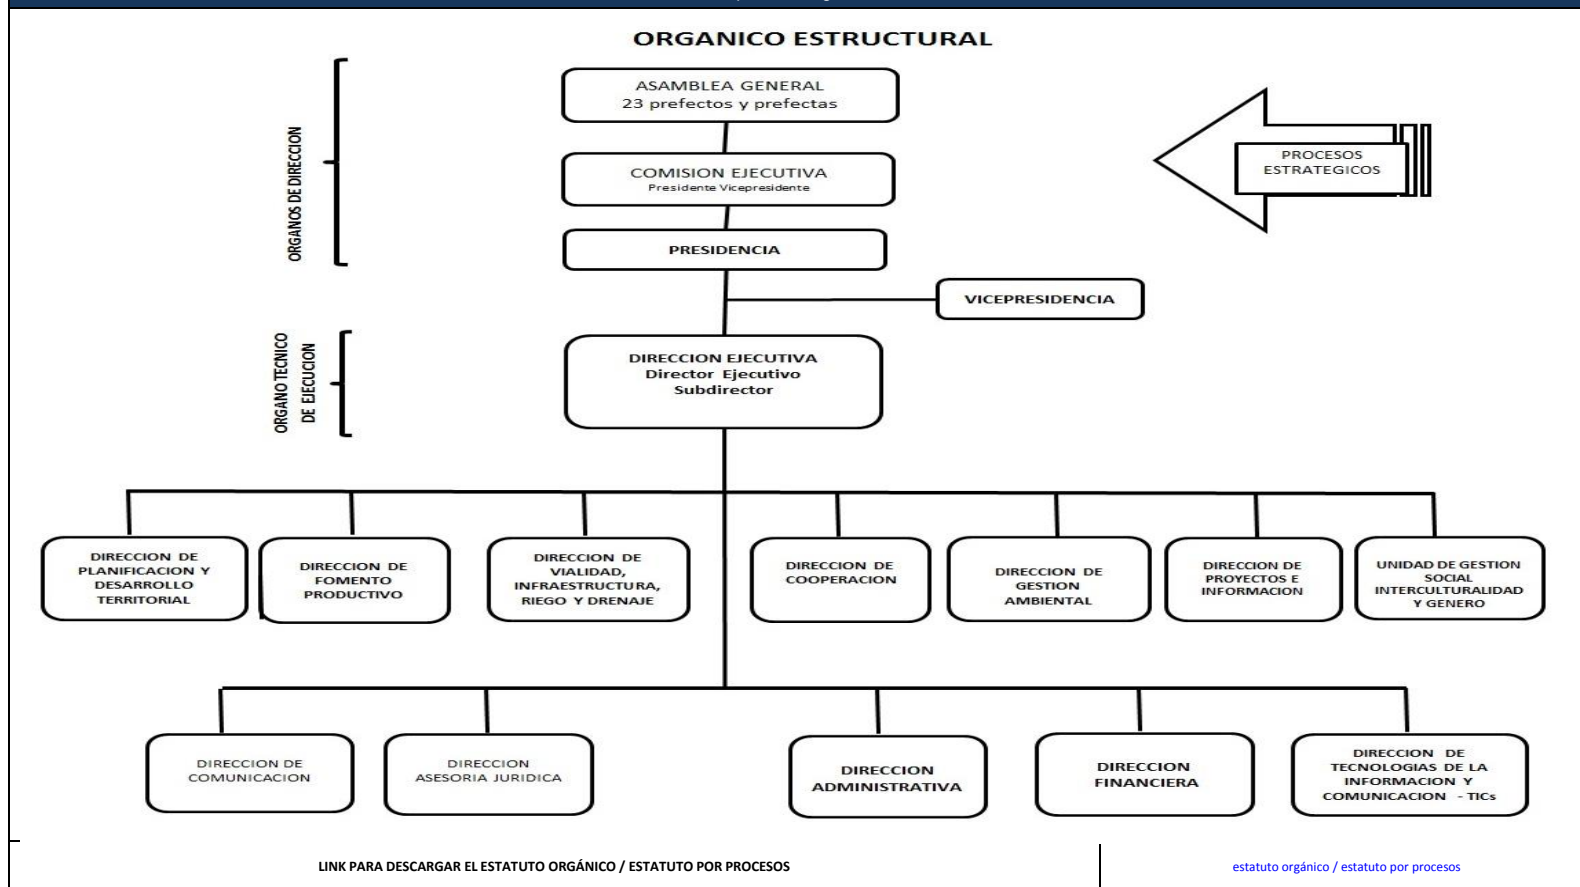 ORGANICO ESTRUCTURAL
ORGANOS DE DIRECCION
ASAMBLEA GENERAL
23 prefectos y prefectas
COMISION EJECUTIVA
Presidente Vicepresidente
PRESIDENCIA
PROCESOS
ESTRATEGICOS
VICEPRESIDENCIA
ORGANO TECNICO
DE EJECUCION
DIRECCION EJECUTIVA
Director Ejecutivo
Subdirector
DIRECCION DE
PLANIFICACION Y
DESARROLLO
TERRITORIAL
DIRECCION DE
FOMENTO
PRODUCTIVO
DIRECCION DE
VIALIDAD,
INFRAESTRUCTURA,
RIEGO Y DRENAJE
DIRECCION DE
COOPERACION
DIRECCION DE
GESTION
AMBIENTAL
DIRECCION DE
PROYECTOS E
INFORMACION
UNIDAD DE GESTION
SOCIAL
INTERCULTURALIDAD
Y GENERO
DIRECCION DE
COMUNICACION
DIRECCION
ASESORIA JURIDICA
DIRECCION
ADMINISTRATIVA
DIRECCION
FINANCIERA
DIRECCION DE
TECNOLOGIAS DE LA
INFORMACION Y
COMUNICACION - TICs
LINK PARA DESCARGAR EL ESTATUTO ORGÁNICO / ESTATUTO POR PROCESOS
estatuto orgánico / estatuto por procesos